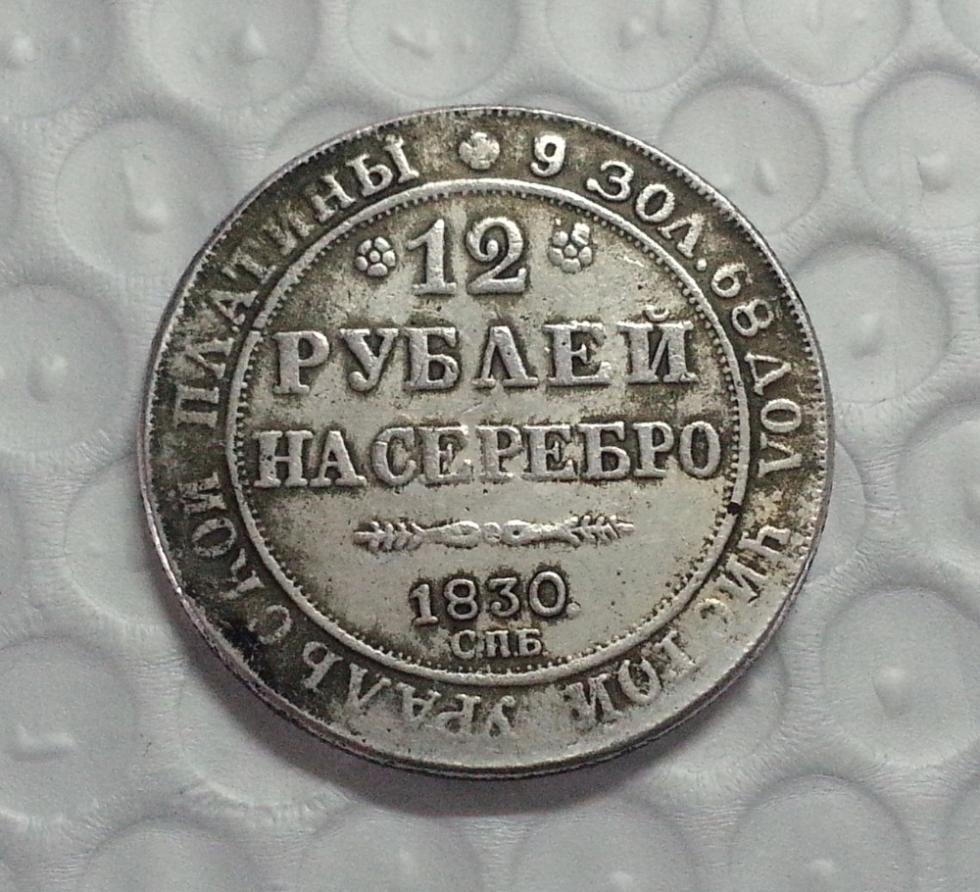 12
РУБЛЕЙ
НА СЕРЕБРО
1830.
СПБ
9 ЗОЛ. 68 ДОЛ ЧИСТОЙ УРАЛЬСКОЙ ПЛАТИНЫ